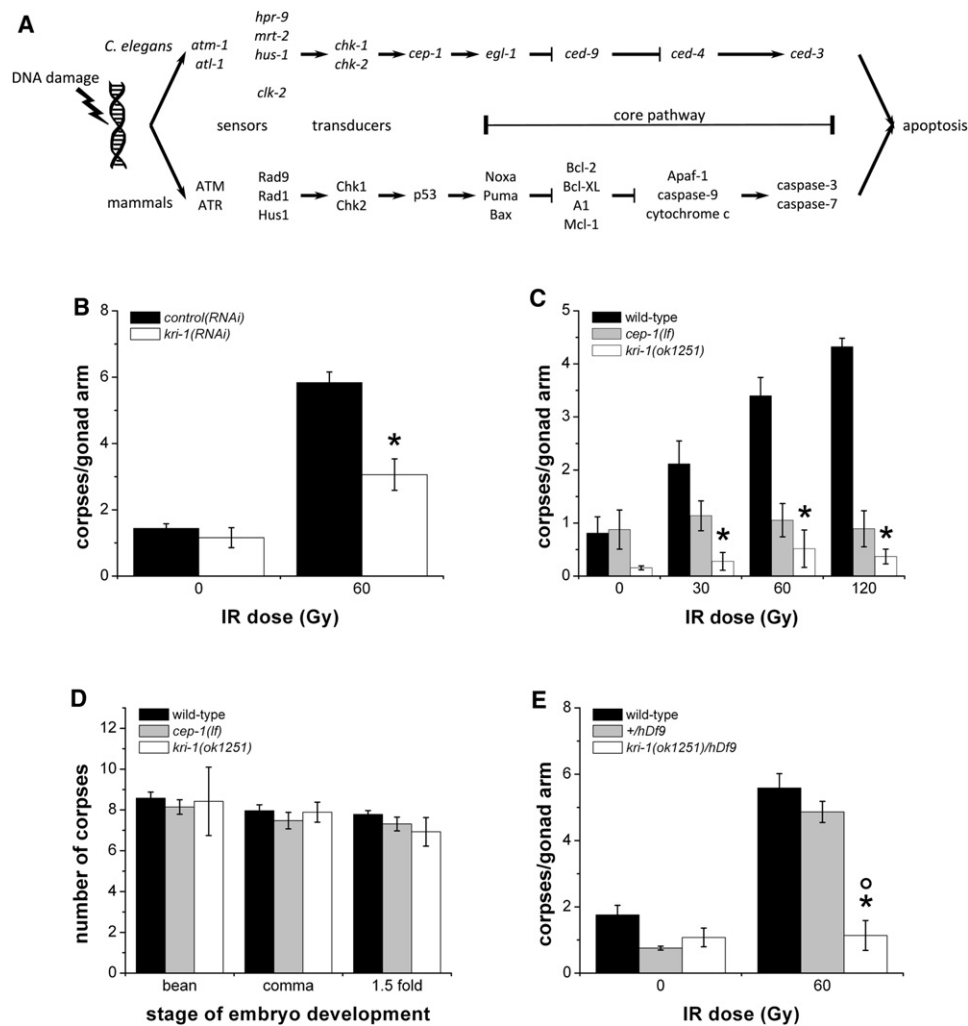 A
C. elegans
atm-1
atl-1
hpr-9
mrt-2
hus-1
clk-2
chk-1
chk-2
cep-1
egl-1
ced-9
ced-4
ced-3
DNA damage
sensors
transducers
core pathway
apoptosis
mammals
ATM
ATR
Rad9
Rad1
Hus1
Chk1
Chk2
p53
Noxa
Puma
Bax
Bcl-2
Bcl-XL
A1
Mcl-1
Apaf-1
caspase-9
cytochrome c
caspase-3
caspase-7
B
control(RNAi)
kri-1(RNAi)
corpses/gonad arm
8
6
4
2
0
*
0
60
IR dose (Gy)
C
wild-type
cep-1(lf)
kri-1(ok1251)
corpses/gonad arm
5
4
3
2
1
0
*
*
*
0
30
60
120
IR dose (Gy)
D
wild-type
cep-1(lf)
kri-1(ok1251)
number of corpses
12
10
8
6
4
2
0
bean
comma
1.5 fold
stage of embryo development
E
wild-type
+/hDf9
kri-1(ok1251)/hDf9
corpses/gonad arm
8
6
4
2
0
°
*
0
60
IR dose (Gy)